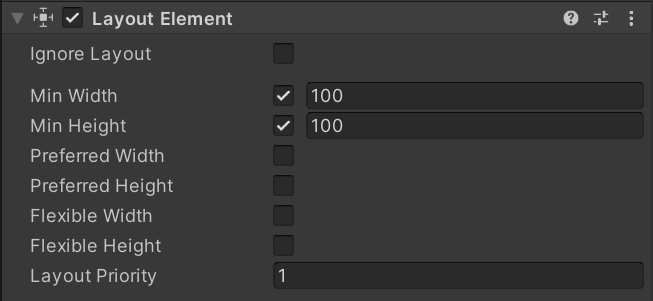 Layout Element
Ignore Layout
Min Width 100
Min Height 100
Preferred Width
Preferred Height
Flexible Width
Flexible Height
Layout Priority 1